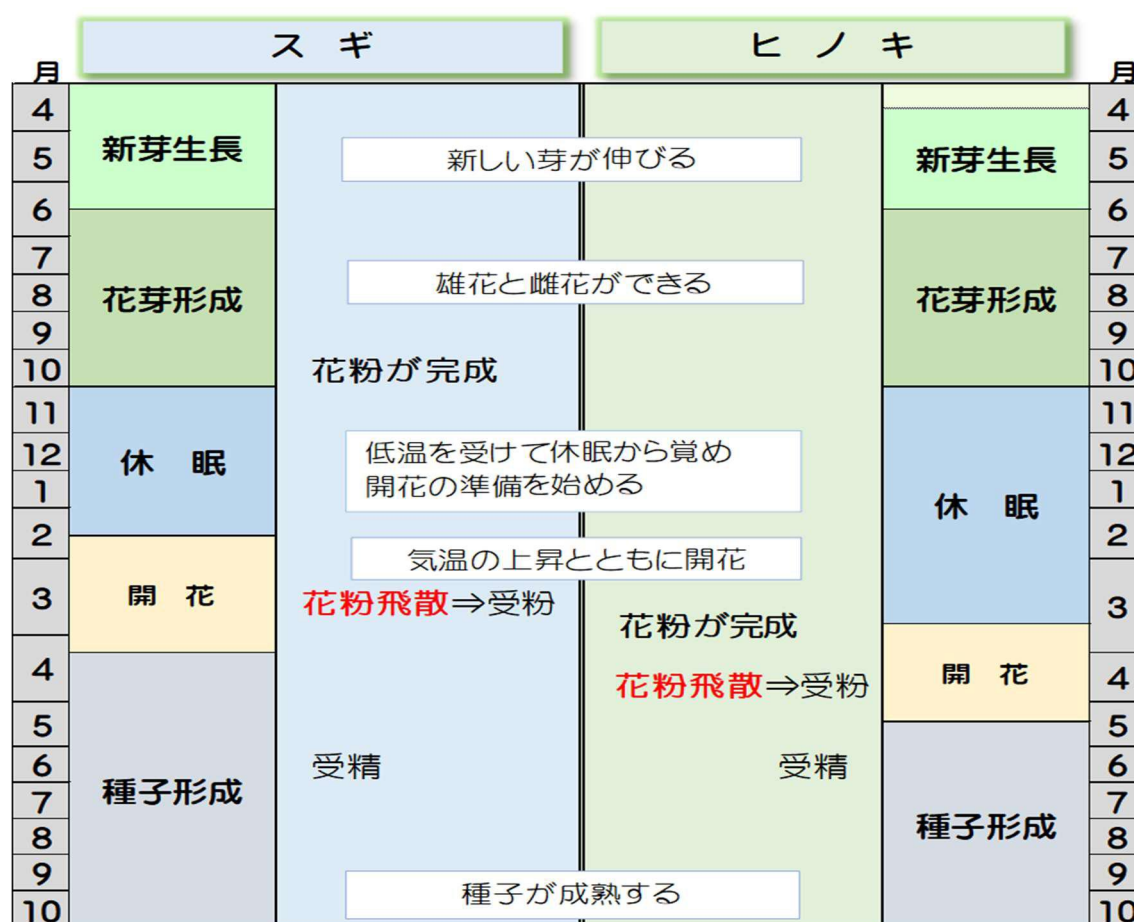 スギ
ヒノキ
月
月
4
5
6
7
8
9
10
11
12
1
2
3
4
5
6
7
8
9
10
新芽生長
花芽形成
休眠
開花
種子形成
新しい芽が伸びる
雄花と雌花ができる
花粉が完成
低温を受けて休眠から覚め
開花の準備を始める
気温の上昇とともに開花
花粉飛散⇒受粉
花粉が完成
花粉飛散⇒受粉
受精
受精
種子が成熟する
新芽生長
花芽形成
休眠
開花
種子形成
4
5
6
7
8
9
10
11
12
1
2
3
4
5
6
7
8
9
10